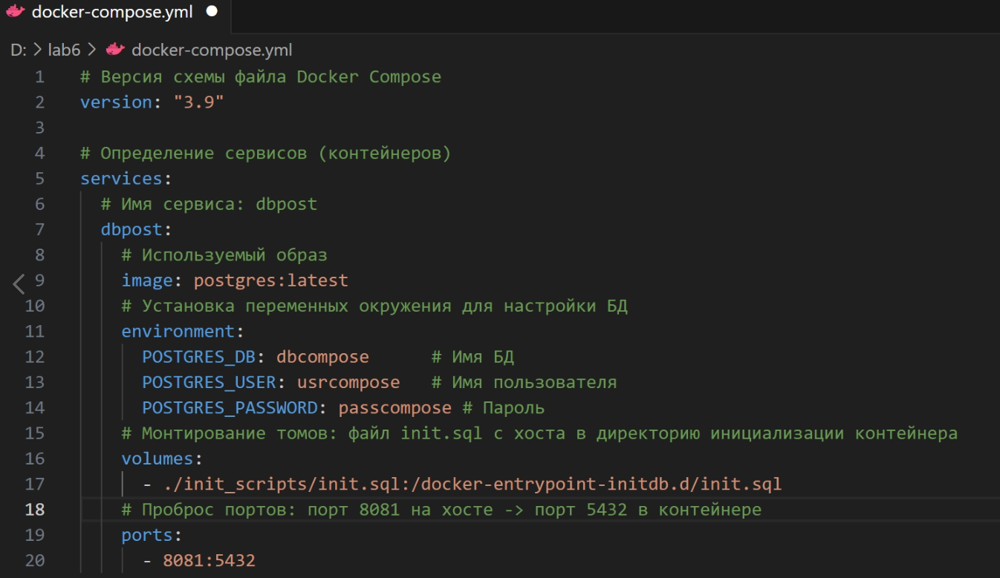 docker-compose.yml
D: > lab6 > docker-compose.yml
1 # Версия схемы файла Docker Compose
2 version: "3.9"
3
4 # Определение сервисов (контейнеров)
5 services:
6 # Имя сервиса: dbpost
7 dbpost:
8 # Используемый образ
9 image: postgres:latest
10 # Установка переменных окружения для настройки БД
11 environment:
12 POSTGRES_DB: dbcompose # Имя БД
13 POSTGRES_USER: usrcompose # Имя пользователя
14 POSTGRES_PASSWORD: passcompose # Пароль
15 # Монтирование томов: файл init.sql с хоста в директорию инициализации контейнера
16 volumes:
17 - ./init_scripts/init.sql:/docker-entrypoint-initdb.d/init.sql
18 # Проброс портов: порт 8081 на хосте -> порт 5432 в контейнере
19 ports:
20 - 8081:5432